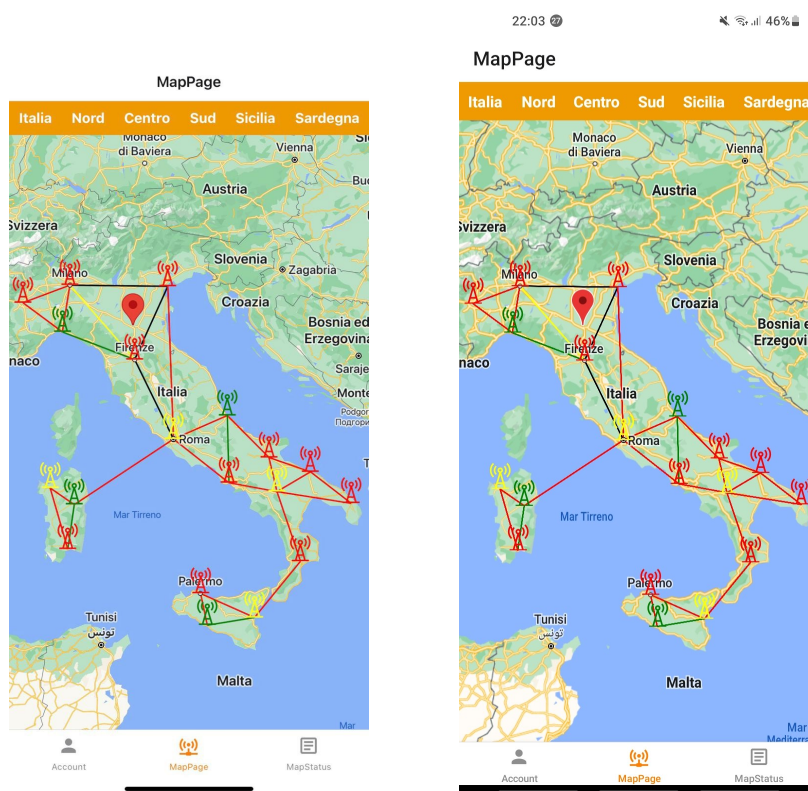 MapPage
Italia Nord Centro Sud Sicilia Sardegna
Monaco
di Baviera
Vienna
Austria
Svizzera
Slovenia
Zagabria
Milano
Croazia
Bosnia ed
Erzegovina
Firenze
naco
Saraje
Italia
Monte
Podgor
Подгори
Roma
Mar Tirreno
Palermo
Tunisi
تونس
Malta
Mar
Account
MapPage
MapStatus
22:03 27
46%
MapPage
Italia Nord Centro Sud Sicilia Sardegna
Monaco
di Baviera
Vienna
Austria
Svizzera
Slovenia
Milano
Croazia
Bosnia e
Erzegovi
Firenze
naco
Italia
Roma
Mar Tirreno
Palermo
Tunisi
تونس
Malta
Mar
Mediterra
Account
MapPage
MapStatus